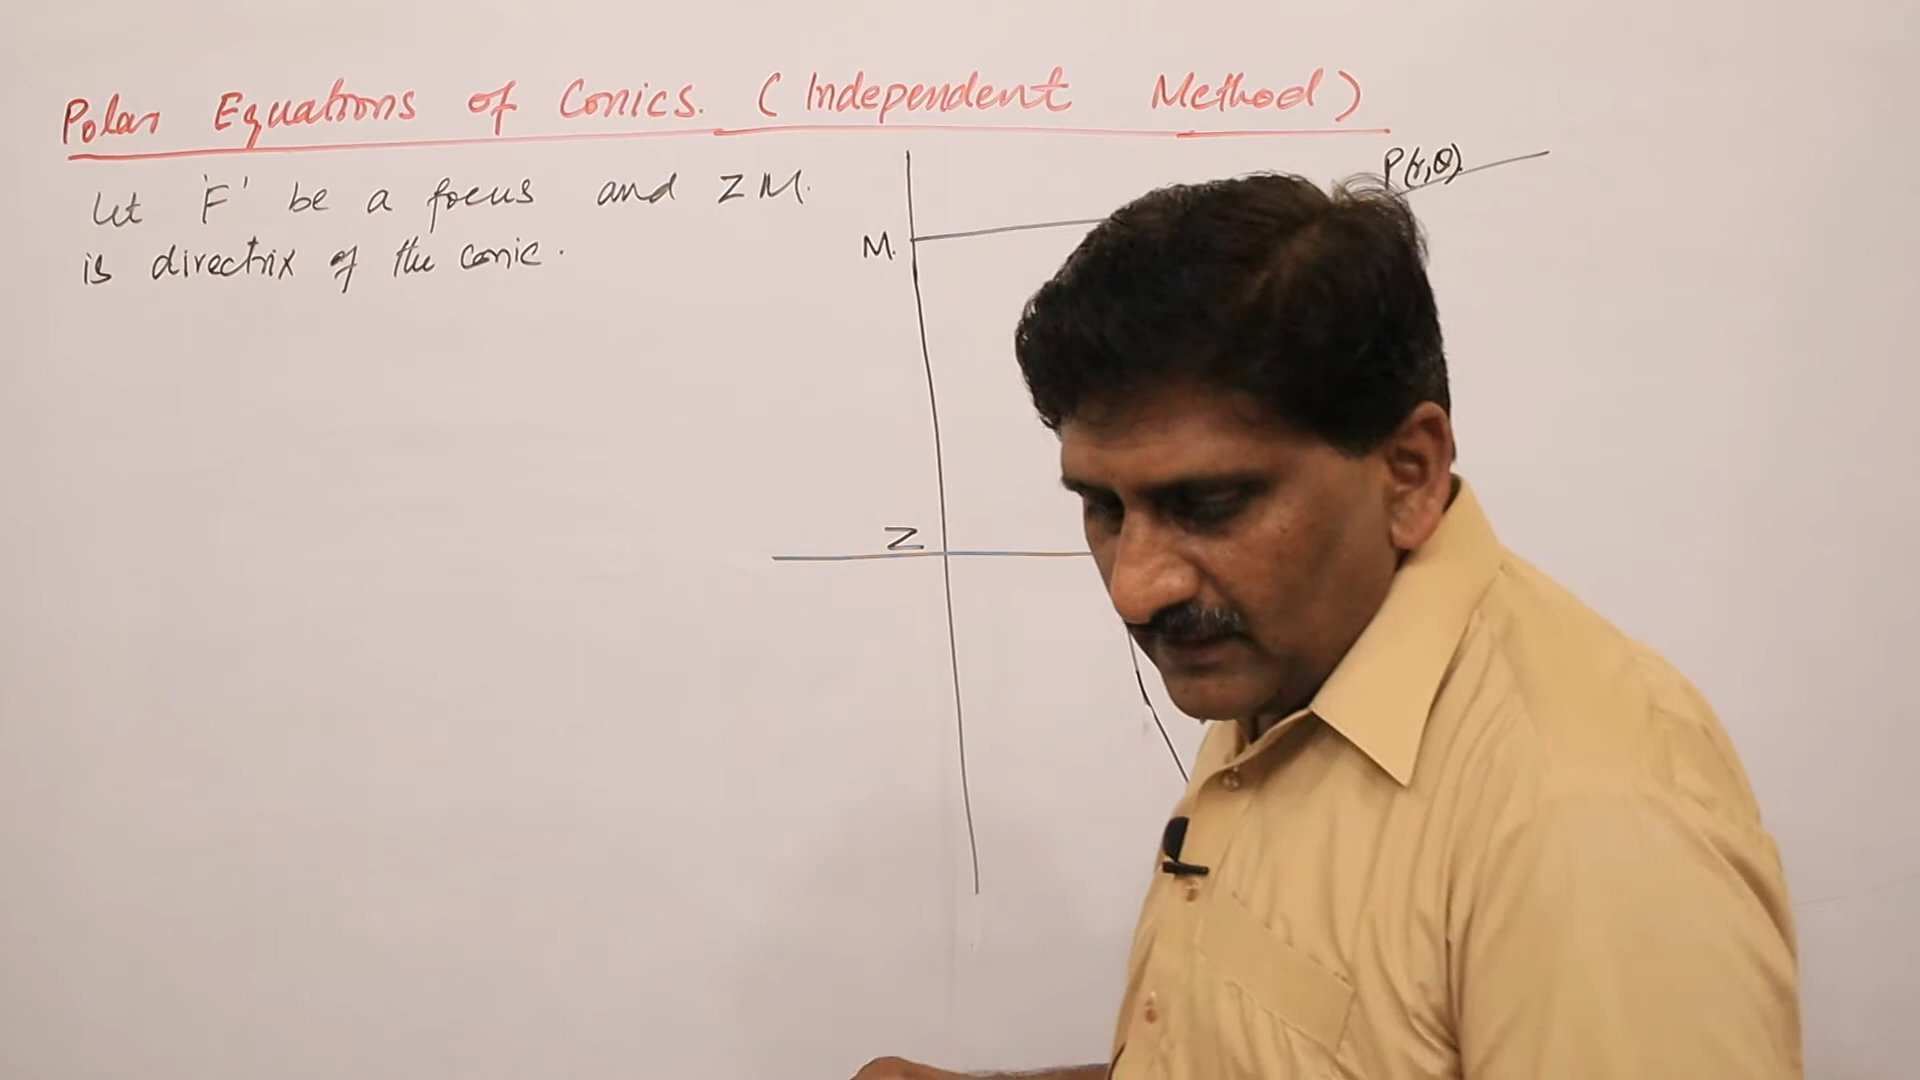 Polar Equations of Conics. (Independent Method)
Let 'F' be a focus and ZM.
is directrix of the conic.
P(r,θ).
M.
Z